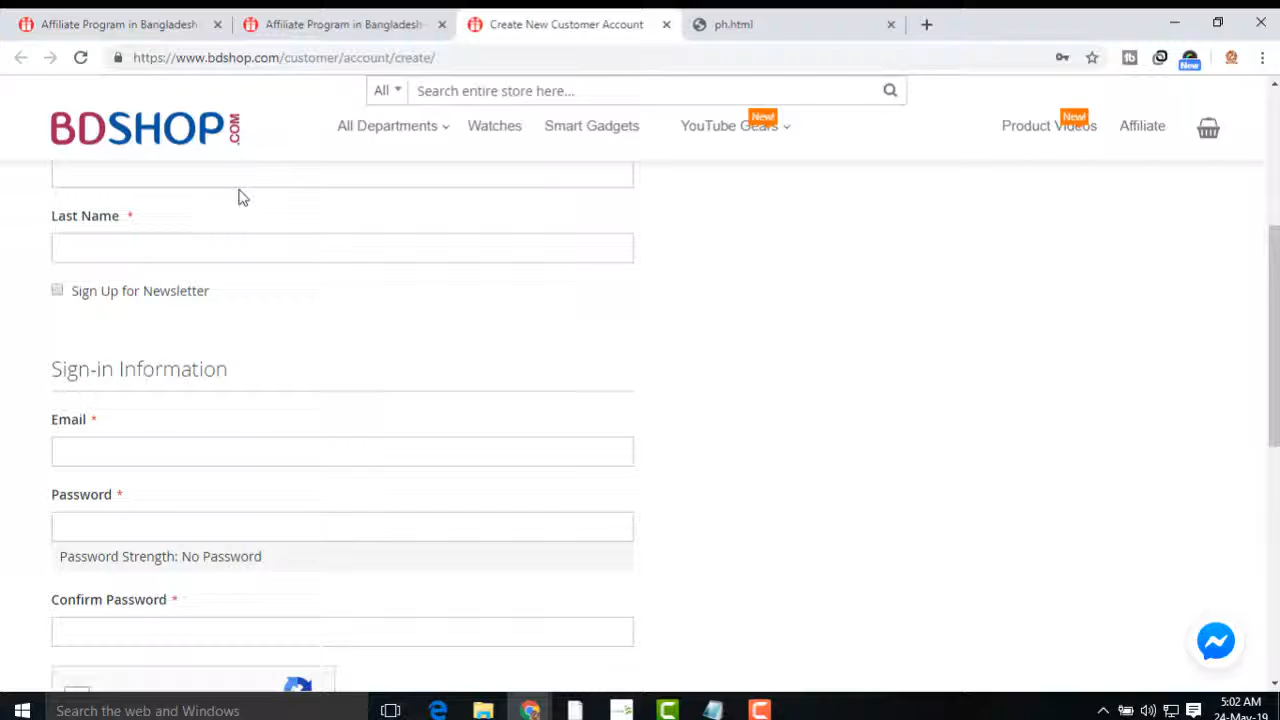 Affiliate Program in Bangladesh
Affiliate Program in Bangladesh
Create New Customer Account
ph.html
https://www.bdshop.com/customer/account/create/
tb
New
All
Search entire store here...
BDSHOP.COM
All Departments
Watches
Smart Gadgets
YouTube Gears
New!
Product Videos
New!
Affiliate
Last Name *
Sign Up for Newsletter
Sign-in Information
Email *
Password *
Password Strength: No Password
Confirm Password *
Search the web and Windows
5:02 AM
24-May-19